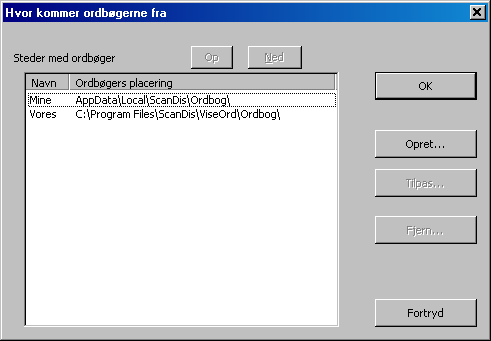 Hvor kommer ordbøgerne fra
Steder med ordbøger
Op
Ned
Navn Ordbøgers placering
Mine AppData\Local\ScanDis\Ordbog\
Vores C:\Program Files\ScanDis\ViseOrd\Ordbog\
OK
Opret...
Tilpas...
Fjern...
Fortryd